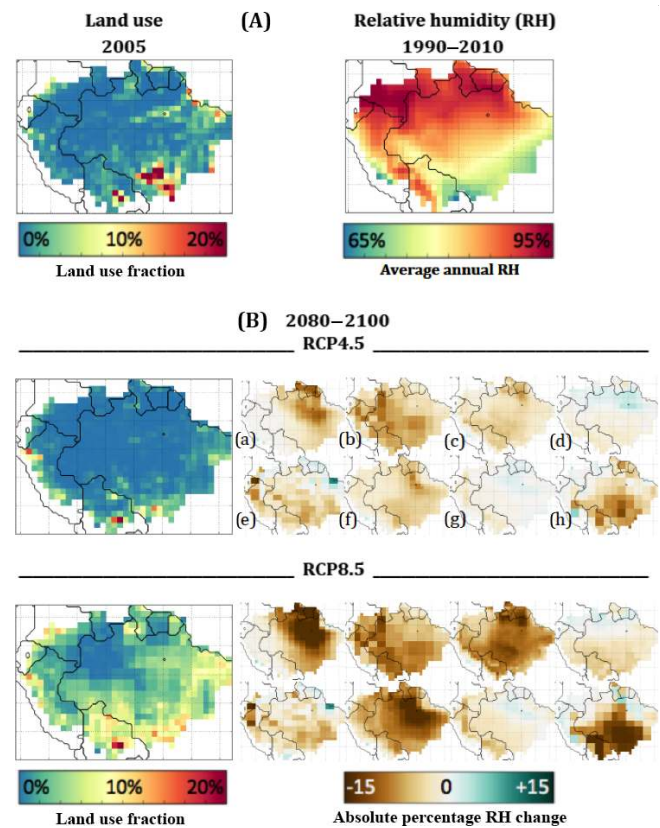 Land use (A) Relative humidity (RH)
2005 1990–2010
0% 10% 20% 65% 95%
Land use fraction Average annual RH
(B) 2080–2100
RCP4.5
(a) (b) (c) (d)
(e) (f) (g) (h)
RCP8.5
0% 10% 20% -15 0 +15
Land use fraction Absolute percentage RH change